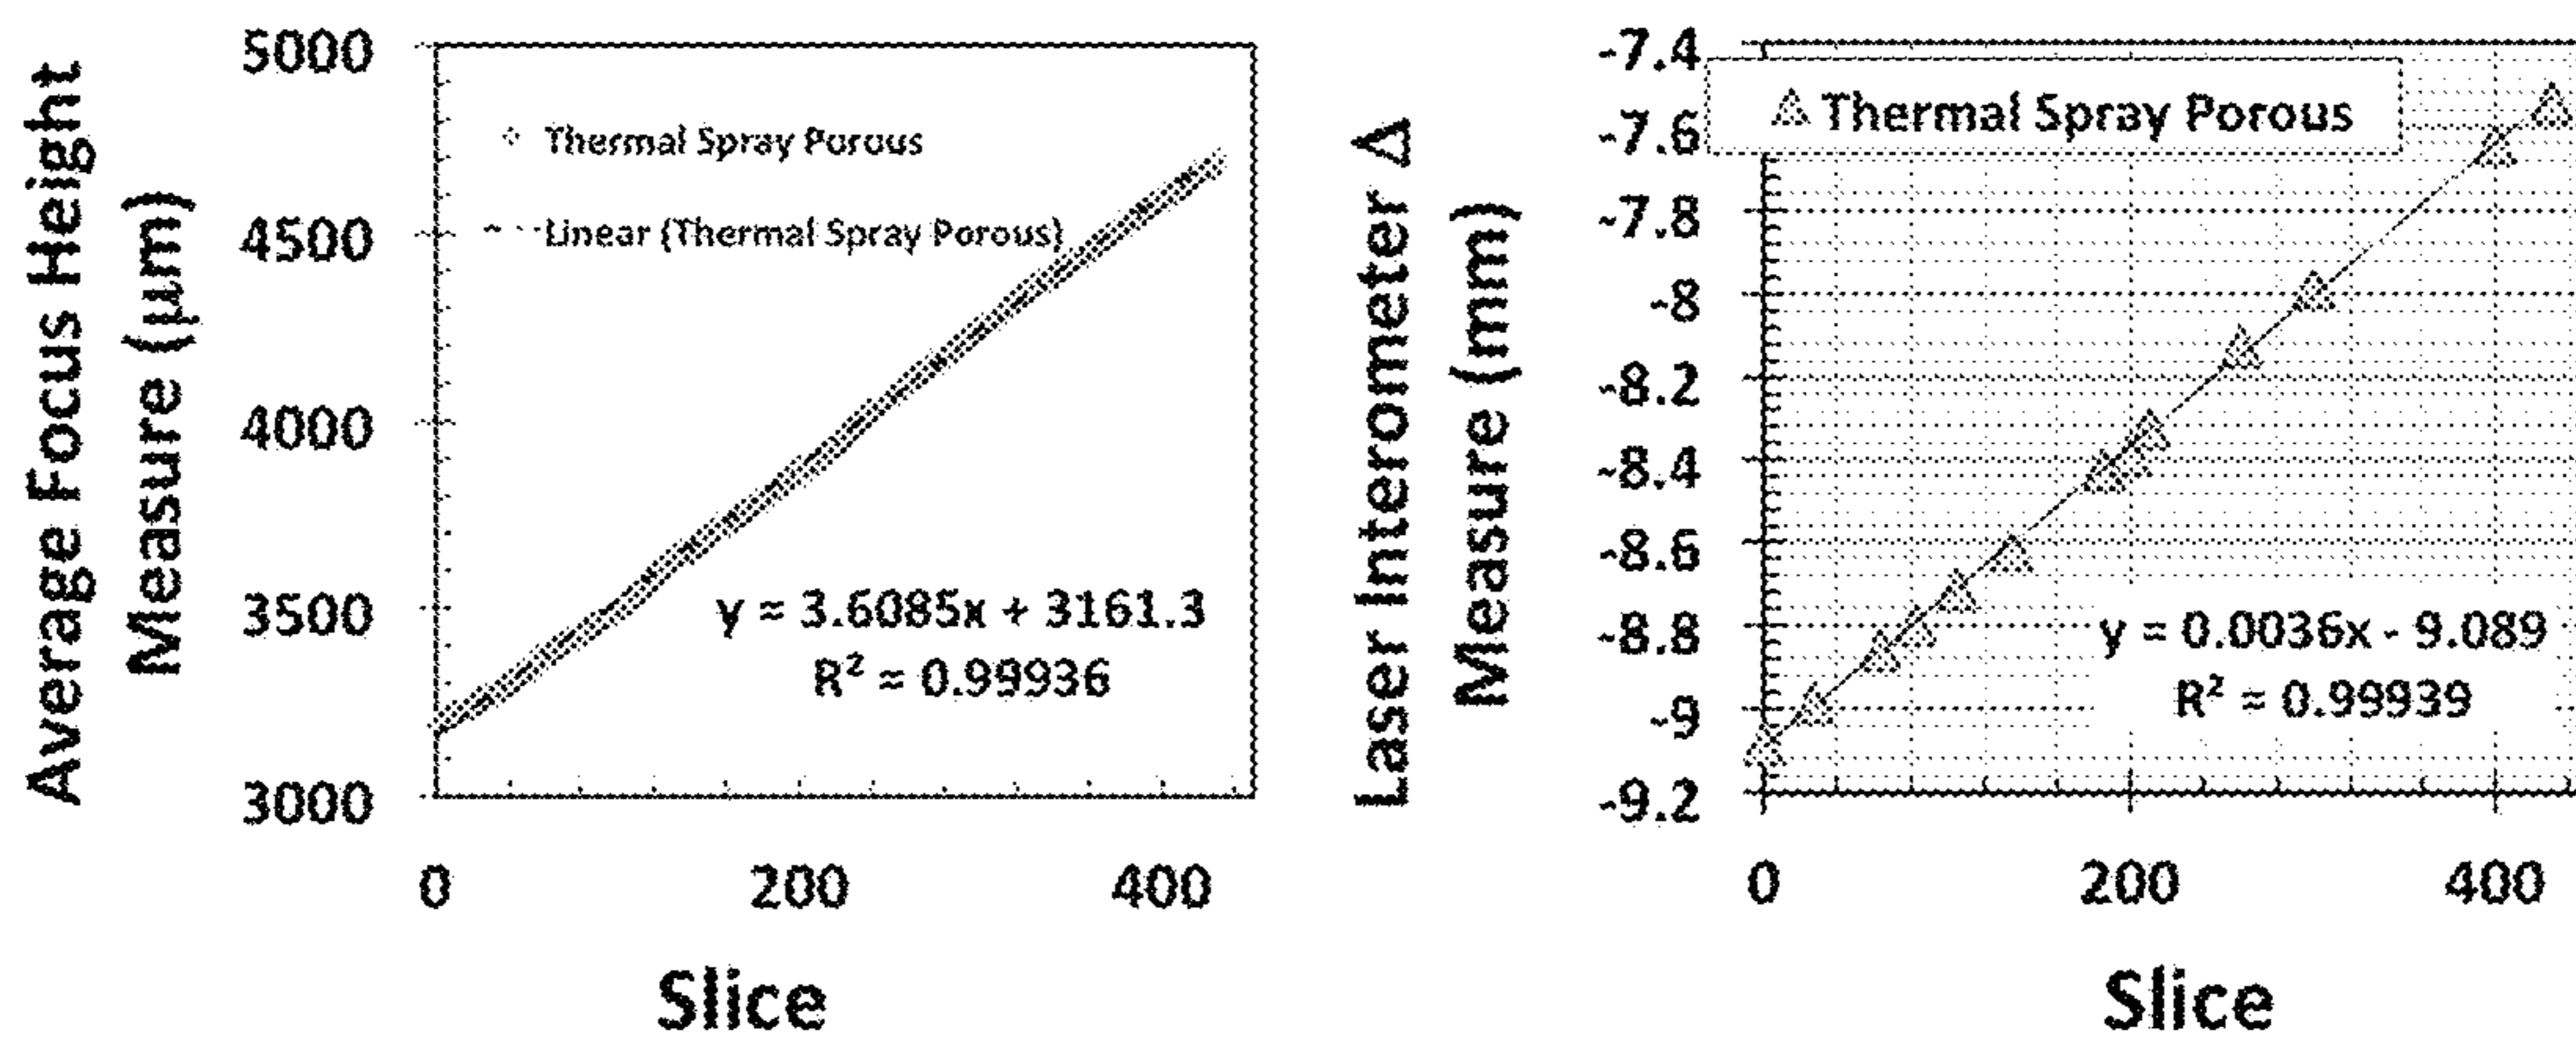 Average Focus Height
Measure (μm)
5000
4500
4000
3500
3000
Thermal Spray Porous
Linear (Thermal Spray Porous)
y = 3.6085x + 3161.3
R² = 0.99936
0 200 400
Slice
Laser Interometer Δ
Measure (mm)
-7.4
-7.6
-7.8
-8
-8.2
-8.4
-8.6
-8.8
-9
-9.2
Thermal Spray Porous
y = 0.0036x - 9.089
R² = 0.99939
0 200 400
Slice